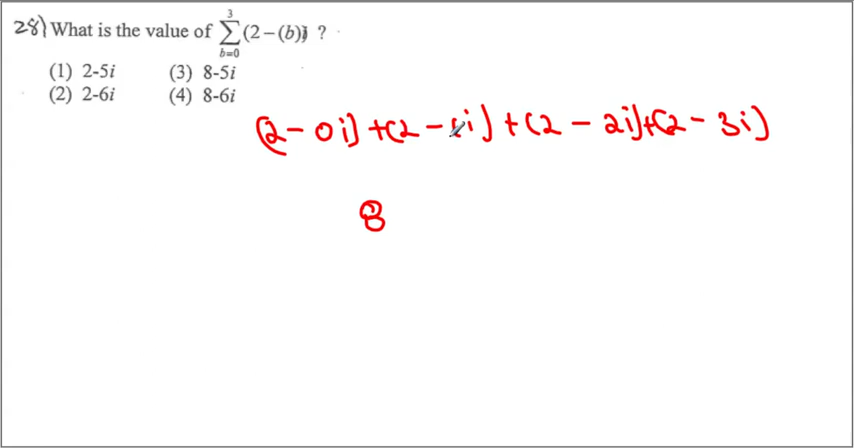 28) What is the value of 3∑b=0 (2-(b)i) ?
(1) 2-5i (3) 8-5i
(2) 2-6i (4) 8-6i
(2 - 0i) + (2 - 1i) + (2 - 2i) + (2 - 3i)
8